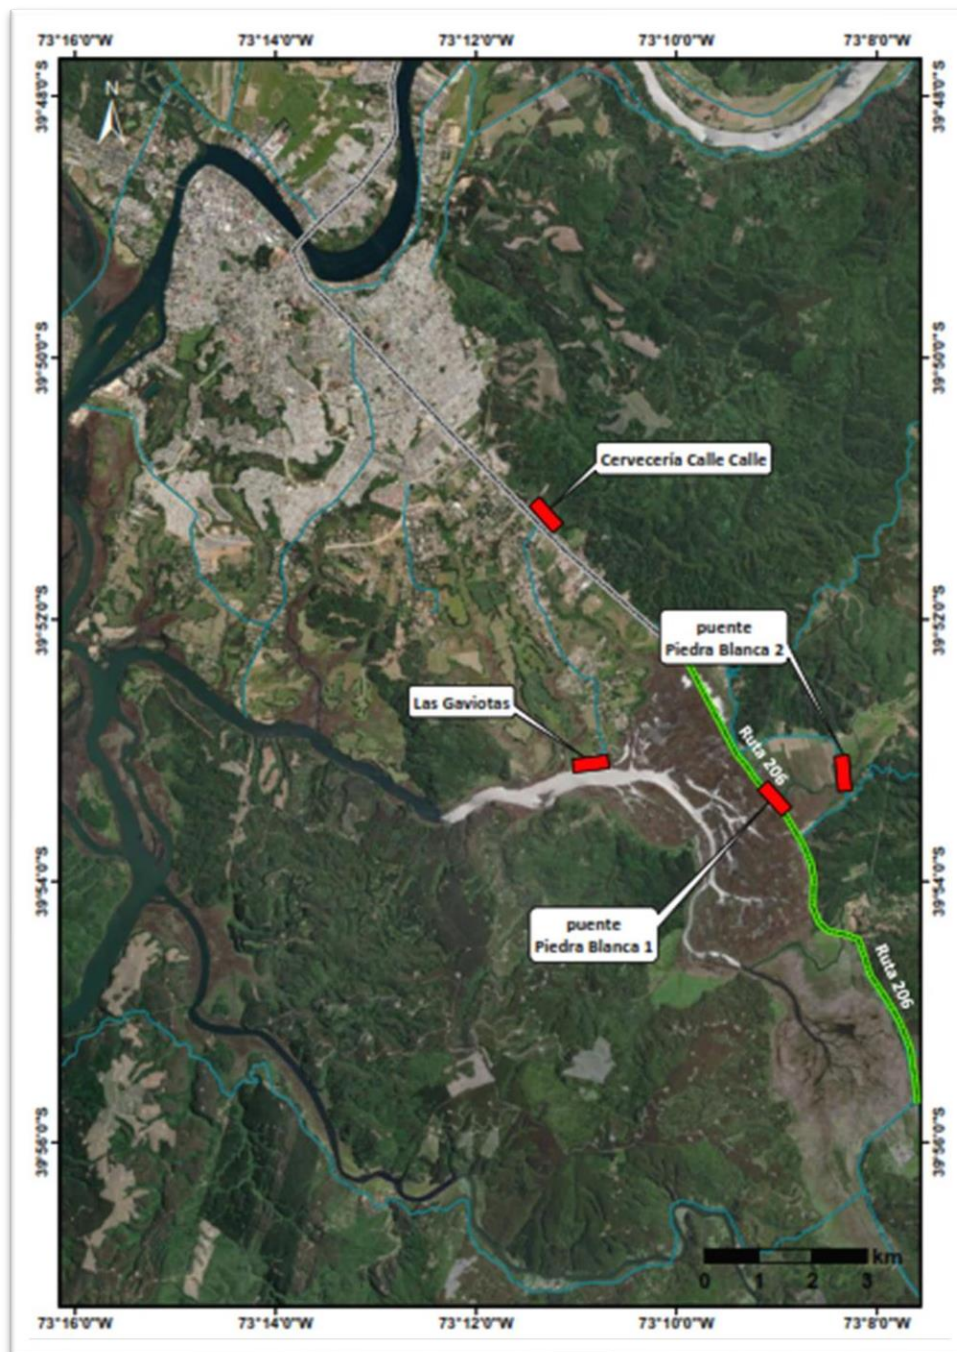 73°16'0"W 73°14'0"W 73°12'0"W 73°10'0"W 73°8'0"W
39°48'0"S 39°48'0"S
N
39°50'0"S 39°50'0"S
Cervecería Calle Calle
39°52'0"S 39°52'0"S
puente
Piedra Blanca 2
Las Gaviotas
Ruta 206
39°54'0"S 39°54'0"S
puente
Piedra Blanca 1
Ruta 206
39°56'0"S 39°56'0"S
km
0 1 2 3
73°16'0"W 73°14'0"W 73°12'0"W 73°10'0"W 73°8'0"W